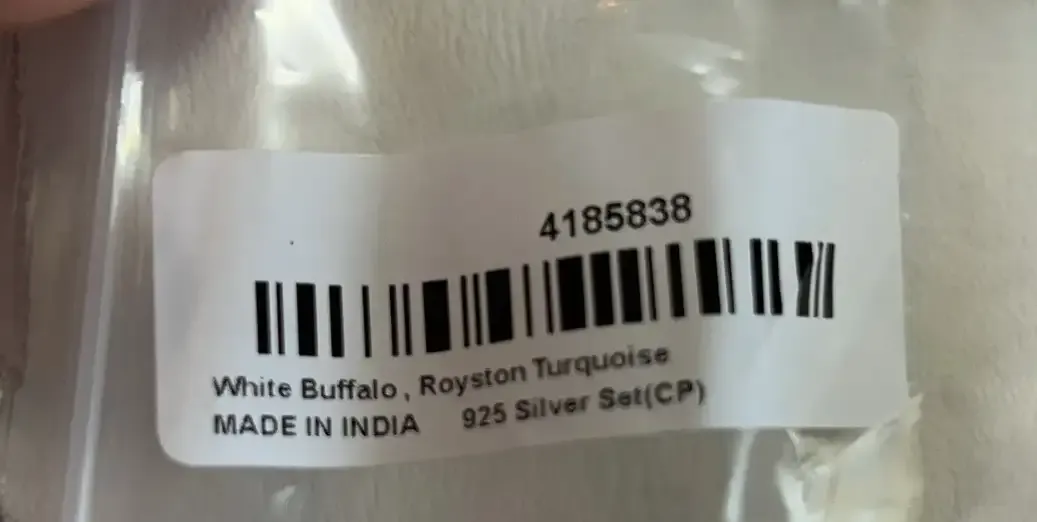 4185838
White Buffalo, Royston Turquoise
MADE IN INDIA 925 Silver Set(CP)